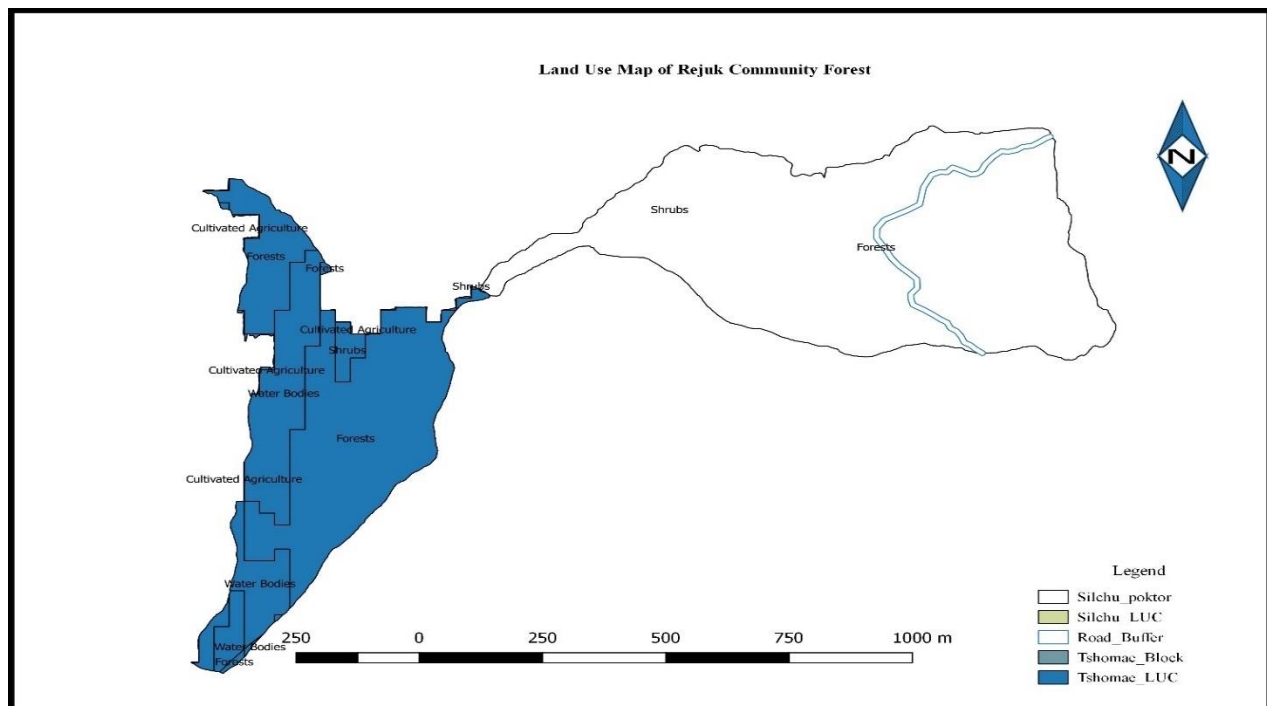 Land Use Map of Rejuk Community Forest
N
Shrubs
Cultivated Agriculture
Forests
Forests
Forests
Shrubs
Cultivated Agriculture
Shrubs
Cultivated Agriculture
Water Bodies
Forests
Cultivated Agriculture
Water Bodies
Water Bodies
Forests
250 0 250 500 750 1000 m
Legend
Silchu_poktor
Silchu_LUC
Road_Buffer
Tshomac_Block
Tshomac_LUC